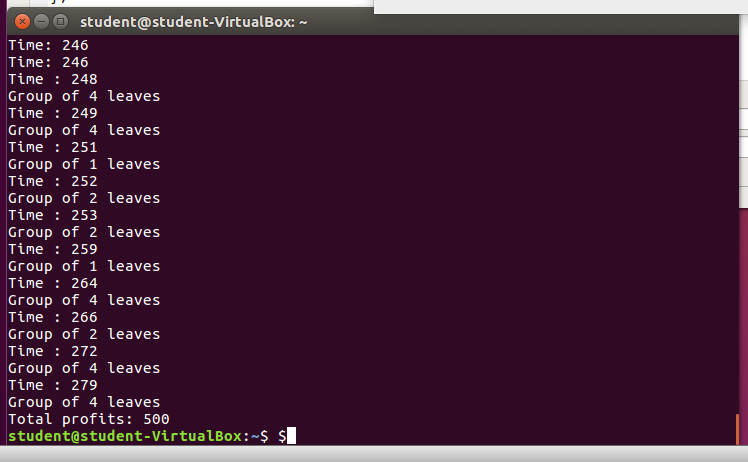 student@student-VirtualBox: ~
Time: 246
Time: 246
Time : 248
Group of 4 leaves
Time : 249
Group of 4 leaves
Time : 251
Group of 1 leaves
Time : 252
Group of 2 leaves
Time : 253
Group of 2 leaves
Time : 259
Group of 1 leaves
Time : 264
Group of 4 leaves
Time : 266
Group of 2 leaves
Time : 272
Group of 4 leaves
Time : 279
Group of 4 leaves
Total profits: 500
student@student-VirtualBox:~$ $